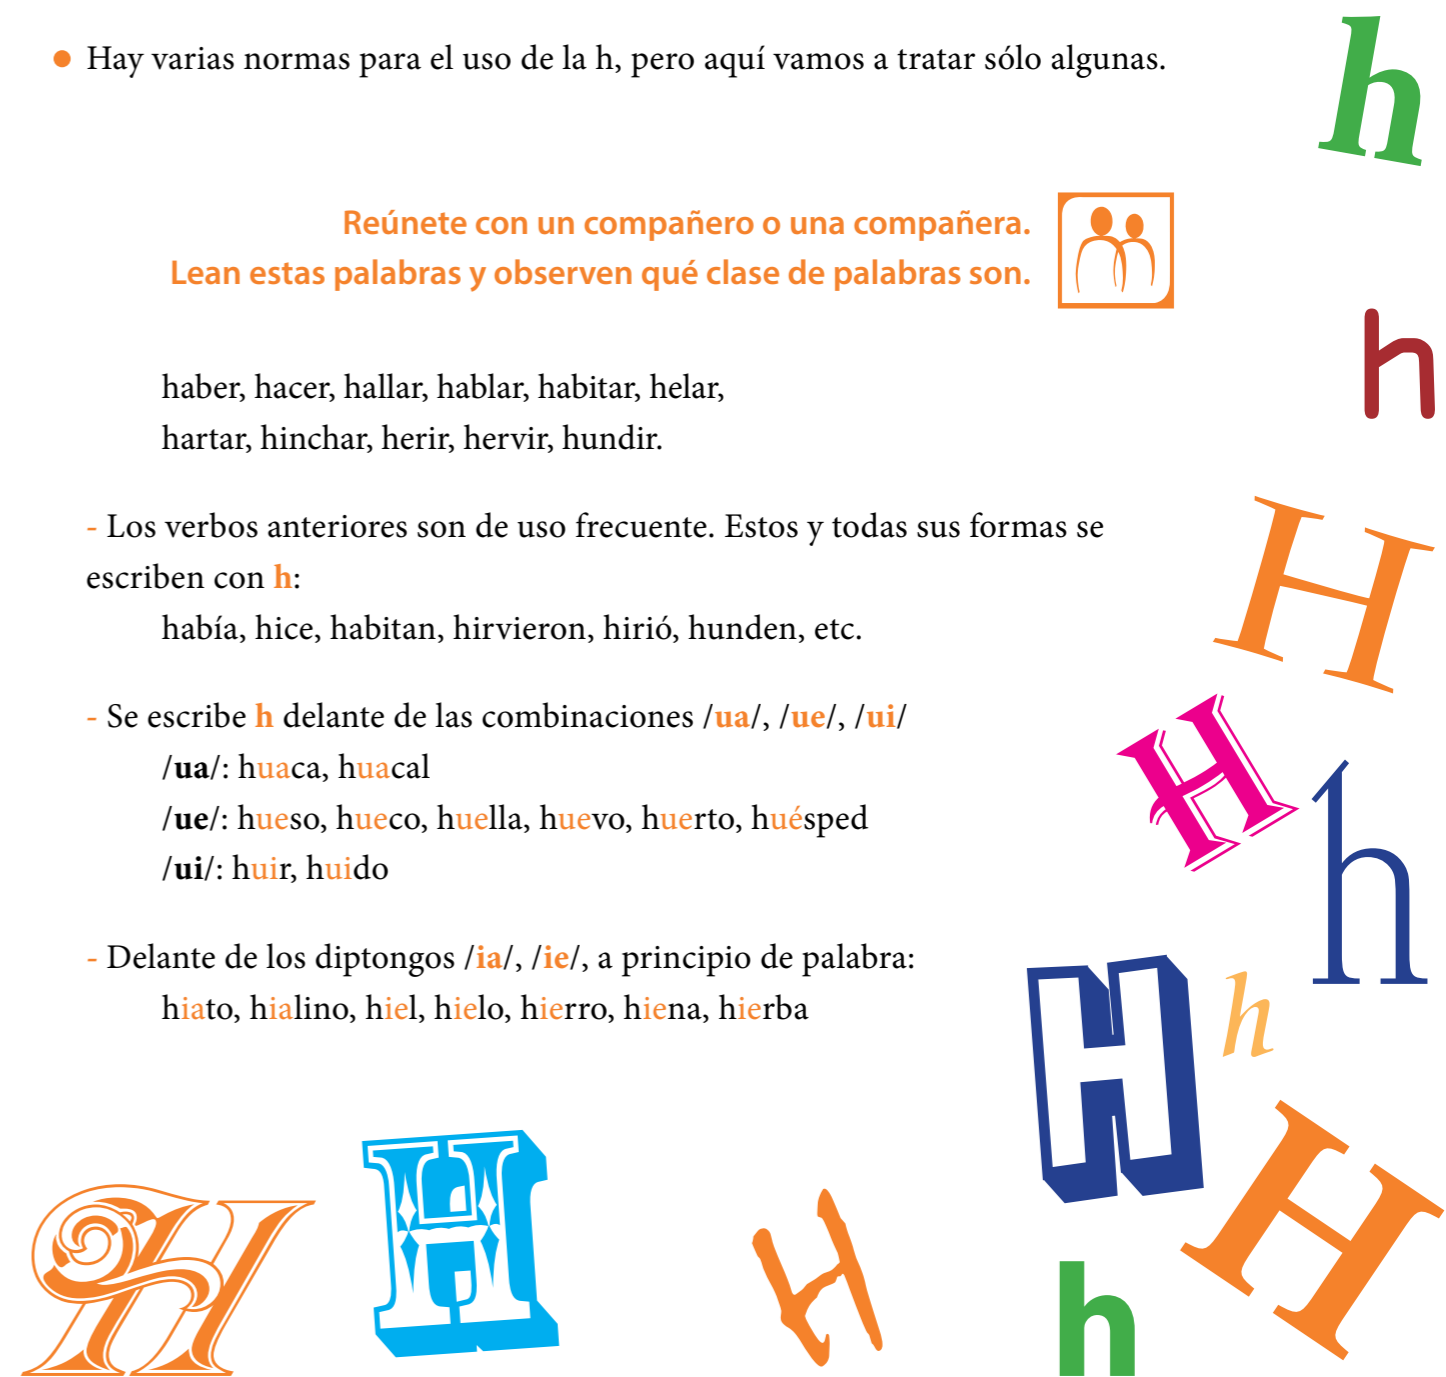 • Hay varias normas para el uso de la h, pero aquí vamos a tratar sólo algunas.
Reúnete con un compañero o una compañera.
Lean estas palabras y observen qué clase de palabras son.
haber, hacer, hallar, hablar, habitar, helar,
hartar, hinchar, herir, hervir, hundir.
- Los verbos anteriores son de uso frecuente. Estos y todas sus formas se
escriben con h:
había, hice, habitan, hirvieron, hirió, hunden, etc.
- Se escribe h delante de las combinaciones /ua/, /ue/, /ui/
/ua/: huaca, huacal
/ue/: hueso, hueco, huella, huevo, huerto, huésped
/ui/: huir, huido
- Delante de los diptongos /ia/, /ie/, a principio de palabra:
hiato, hialino, hiel, hielo, hierro, hiena, hierba
h
h
H
H
h
H
h
H
H
H
H
h